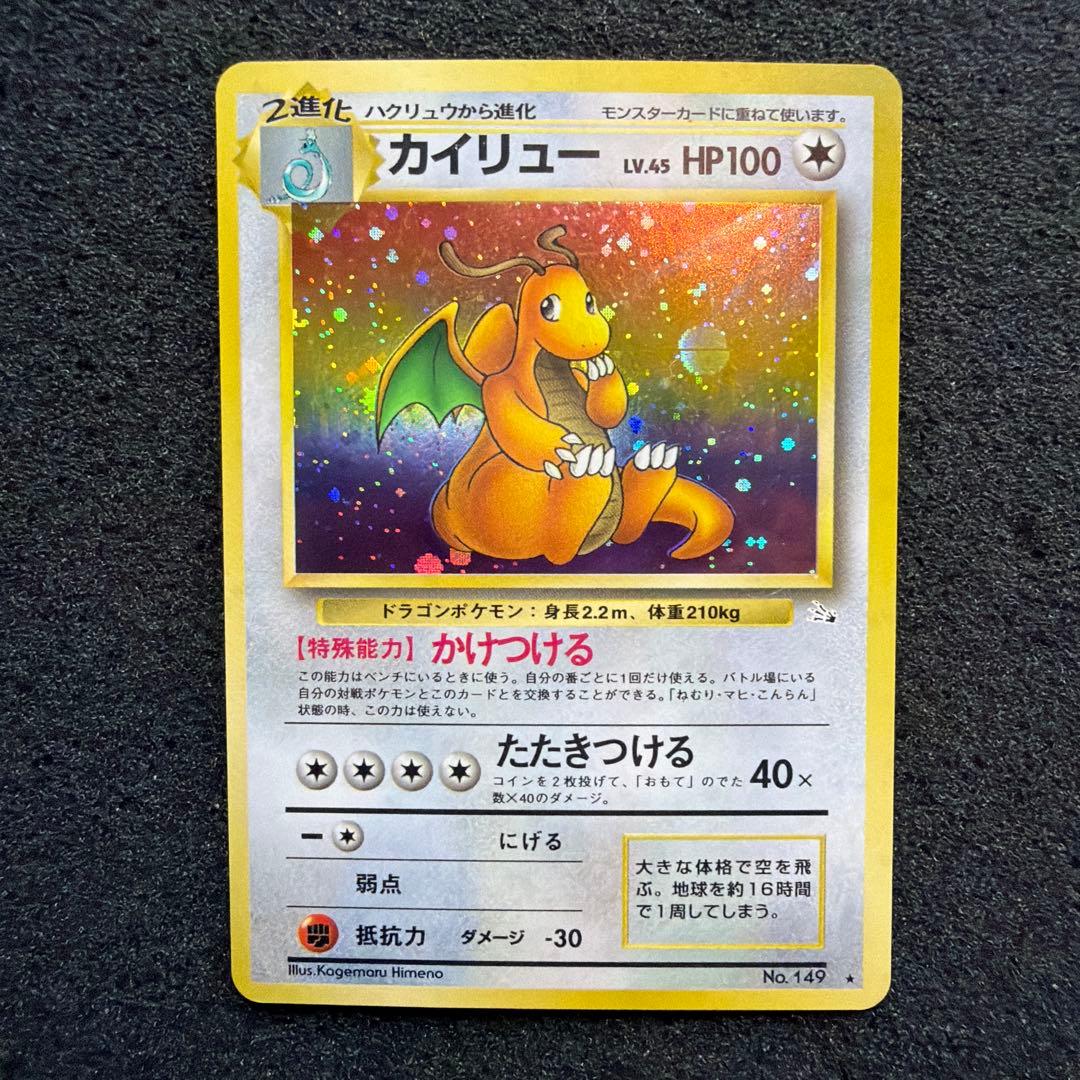 2進化 ハクリュウから進化 モンスターカードに重ねて使います。
カイリュー LV.45 HP100
ドラゴンポケモン：身長2.2m、体重210kg
【特殊能力】かけつける
この能力はベンチにいるときに使う。自分の番ごとに1回だけ使える。バトル場にいる
自分の対戦ポケモンとこのカードとを交換することができる。「ねむり・マヒ・こんらん」
状態の時、この力は使えない。
たたきつける
コインを2枚投げて、「おもて」のでた
数×40のダメージ。
40×
にげる
弱点
抵抗力 ダメージ -30
大きな体格で空を飛
ぶ。地球を約16時間
で1周してしまう。
Illus.Kagemaru Himeno
No. 149 ★